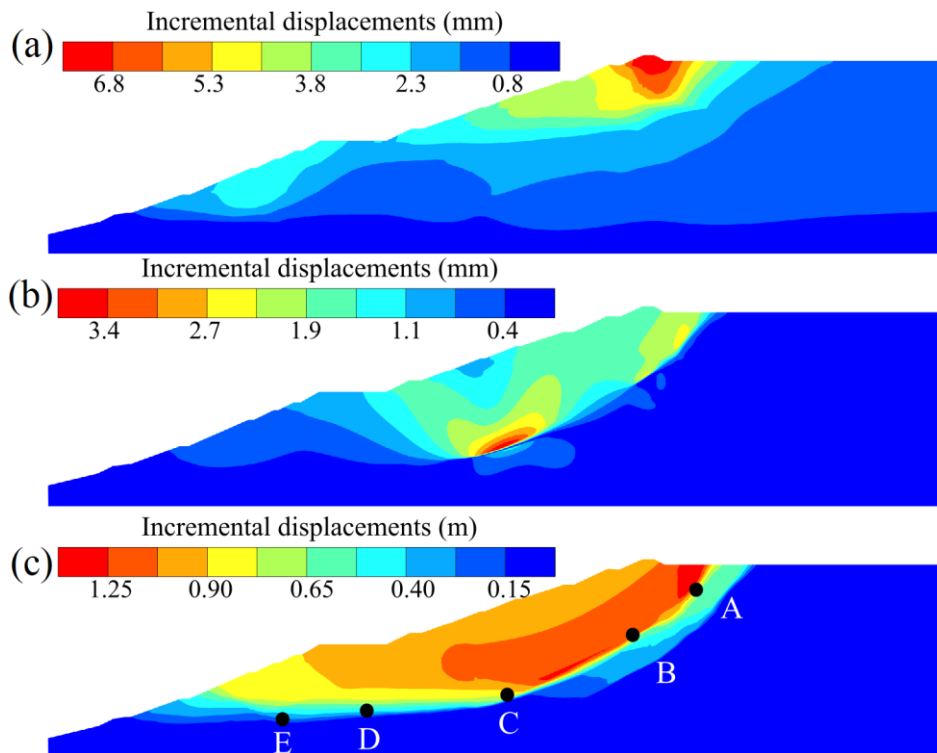 Incremental displacements (mm)
(a)
6.8 5.3 3.8 2.3 0.8
Incremental displacements (mm)
(b)
3.4 2.7 1.9 1.1 0.4
Incremental displacements (m)
(c)
1.25 0.90 0.65 0.40 0.15
A
B
C
D
E